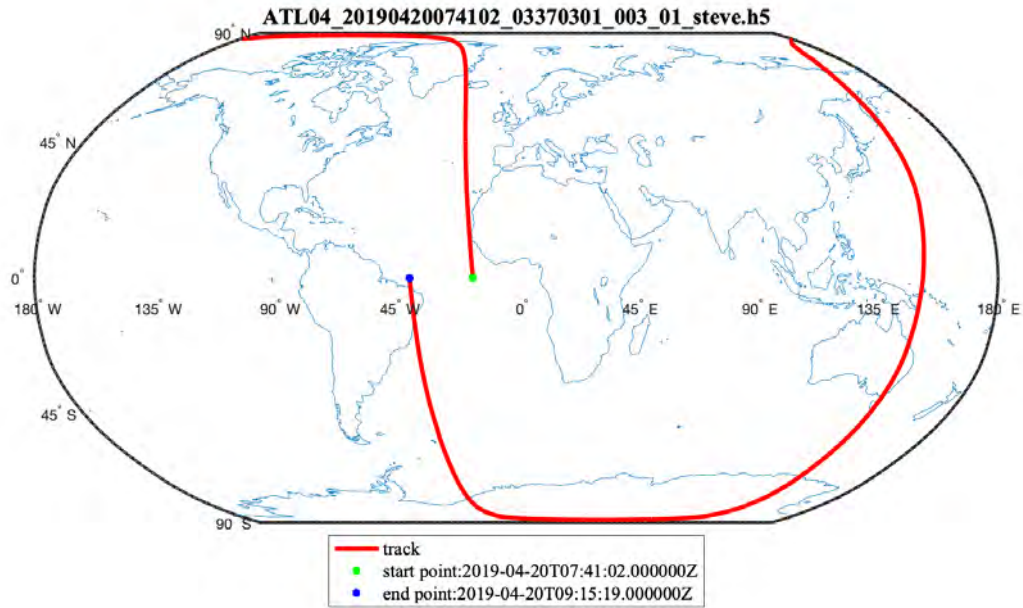 ATL04_20190420074102_03370301_003_01_steve.h5
90° N
45° N
0°
180° W 135° W 90° W 45° W 0° 45° E 90° E 135° E 180° E
45° S
90° S
track
start point:2019-04-20T07:41:02.000000Z
end point:2019-04-20T09:15:19.000000Z